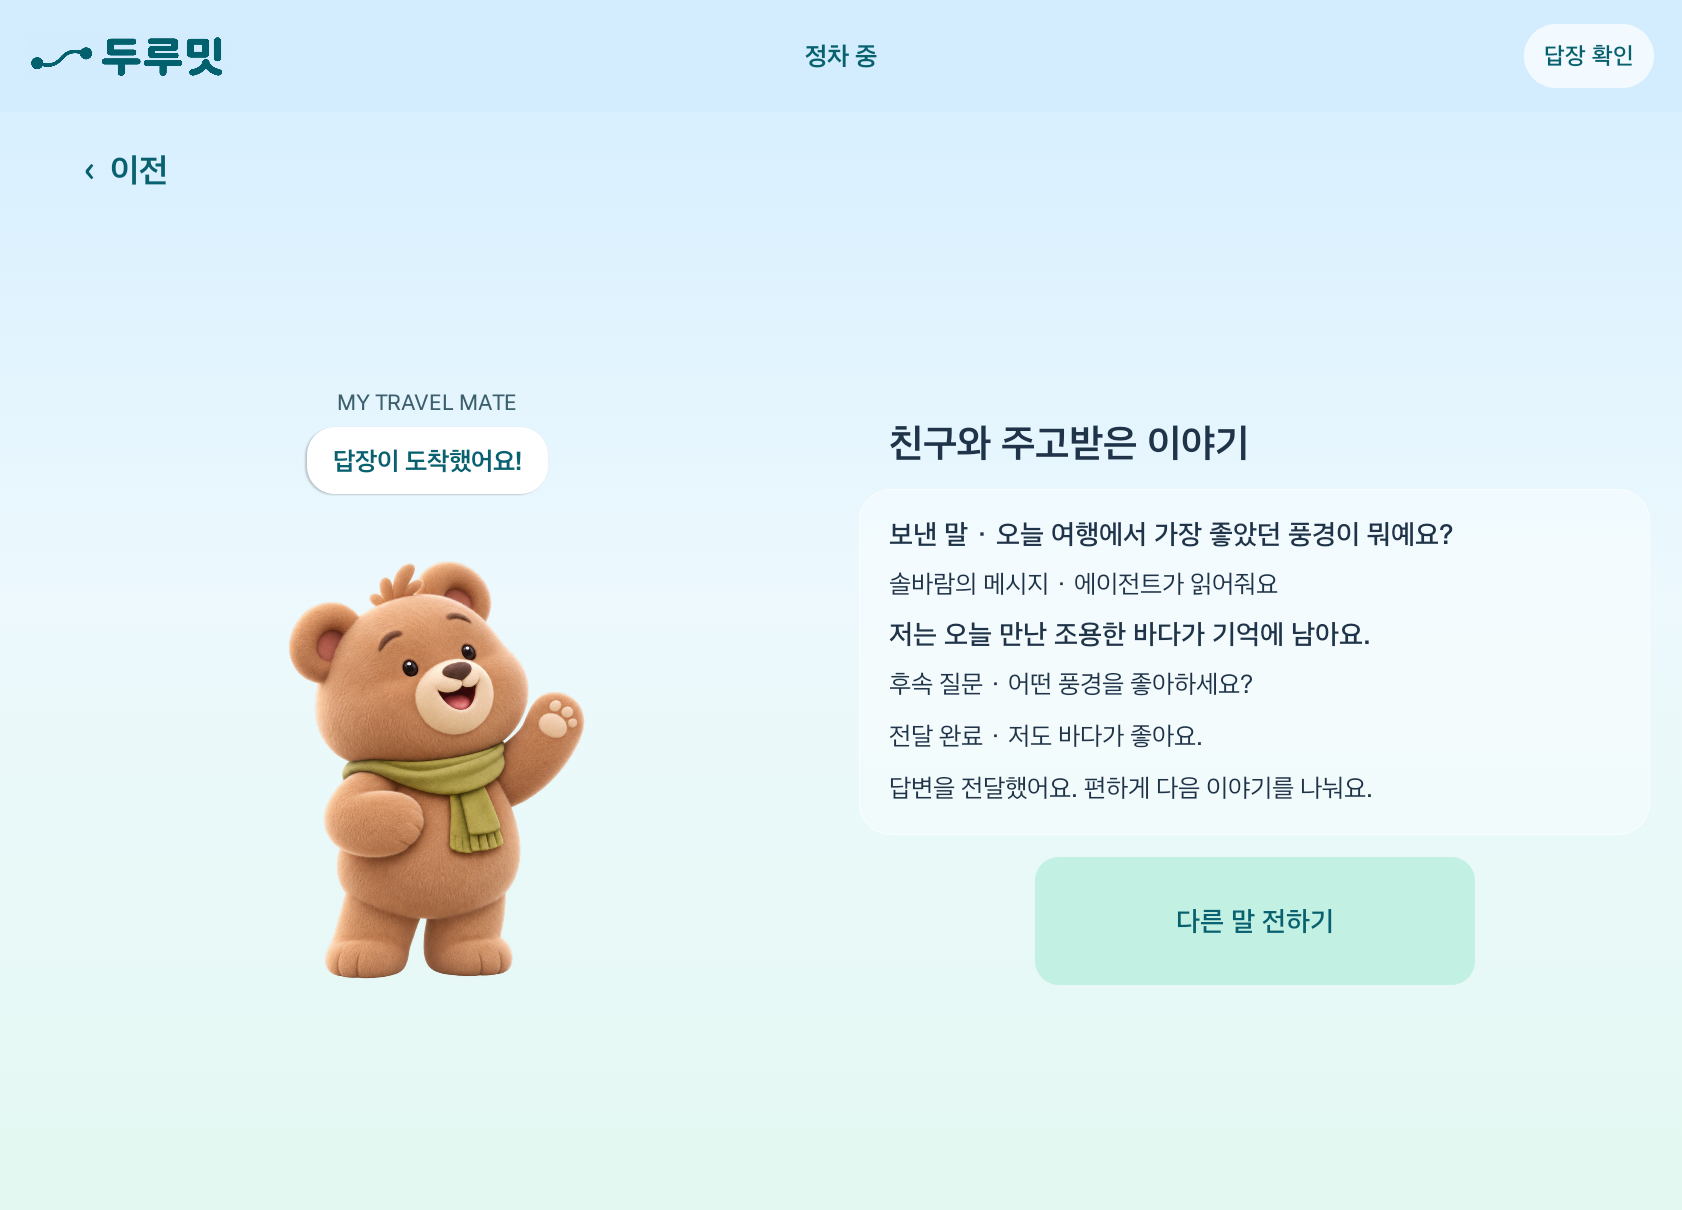 두루밋
정차 중
답장 확인
‹ 이전
MY TRAVEL MATE
답장이 도착했어요!
친구와 주고받은 이야기
보낸 말 · 오늘 여행에서 가장 좋았던 풍경이 뭐예요?
솔바람의 메시지 · 에이전트가 읽어줘요
저는 오늘 만난 조용한 바다가 기억에 남아요.
후속 질문 · 어떤 풍경을 좋아하세요?
전달 완료 · 저도 바다가 좋아요.
답변을 전달했어요. 편하게 다음 이야기를 나눠요.
다른 말 전하기